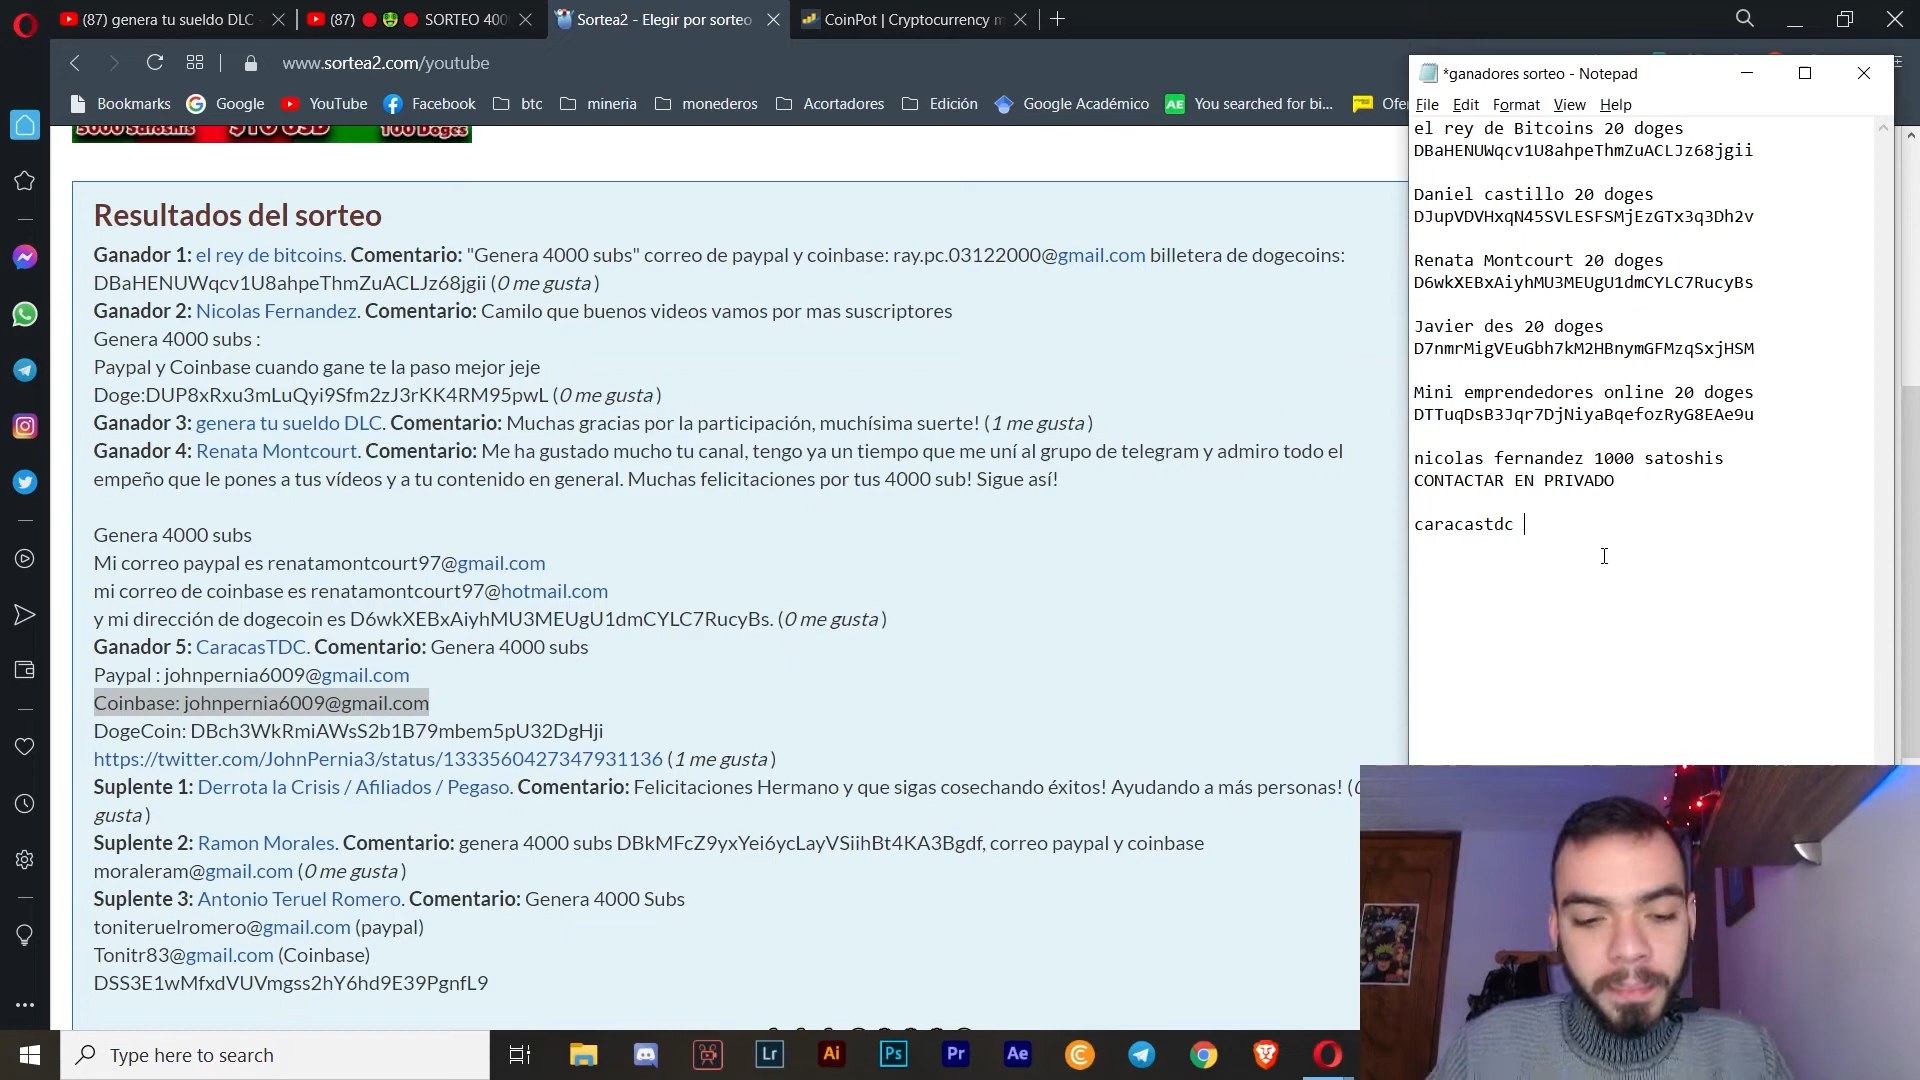 (87) genera tu sueldo DLC
(87) SORTEO 400
Sortea2 - Elegir por sorteo
CoinPot | Cryptocurrency m
www.sortea2.com/youtube
Bookmarks
Google
YouTube
Facebook
btc
mineria
monederos
Acortadores
Edición
Google Académico
AE You searched for bi...
Ofer
5000 Satoshis
$10 USD
100 Doges
Resultados del sorteo
Ganador 1: el rey de bitcoins. Comentario: "Genera 4000 subs" correo de paypal y coinbase: ray.pc.03122000@gmail.com billetera de dogecoins:
DBaHENUWqcv1U8ahpeThmZuACLJz68jgii (0 me gusta )
Ganador 2: Nicolas Fernandez. Comentario: Camilo que buenos videos vamos por mas suscriptores
Genera 4000 subs :
Paypal y Coinbase cuando gane te la paso mejor jeje
Doge:DUP8xRxu3mLuQyi9Sfm2zJ3rKK4RM95pwL (0 me gusta )
Ganador 3: genera tu sueldo DLC. Comentario: Muchas gracias por la participación, muchísima suerte! (1 me gusta )
Ganador 4: Renata Montcourt. Comentario: Me ha gustado mucho tu canal, tengo ya un tiempo que me uní al grupo de telegram y admiro todo el
empeño que le pones a tus vídeos y a tu contenido en general. Muchas felicitaciones por tus 4000 sub! Sigue así!
Genera 4000 subs
Mi correo paypal es renatamontcourt97@gmail.com
mi correo de coinbase es renatamontcourt97@hotmail.com
y mi dirección de dogecoin es D6wkXEBxAiyhMU3MEUgU1dmCYLC7RucyBs. (0 me gusta )
Ganador 5: CaracasTDC. Comentario: Genera 4000 subs
Paypal : johnpernia6009@gmail.com
Coinbase: johnpernia6009@gmail.com
DogeCoin: DBch3WkRmiAWsS2b1B79mbem5pU32DgHji
https://twitter.com/JohnPernia3/status/1333560427347931136 (1 me gusta )
Suplente 1: Derrota la Crisis / Afiliados / Pegaso. Comentario: Felicitaciones Hermano y que sigas cosechando éxitos! Ayudando a más personas! (0
gusta )
Suplente 2: Ramon Morales. Comentario: genera 4000 subs DBkMFcZ9yxYei6ycLayVSiihBt4KA3Bgdf, correo paypal y coinbase
moraleram@gmail.com (0 me gusta )
Suplente 3: Antonio Teruel Romero. Comentario: Genera 4000 Subs
toniteruelromero@gmail.com (paypal)
Tonitr83@gmail.com (Coinbase)
DSS3E1wMfxdVUVmgss2hY6hd9E39PgnfL9
*ganadores sorteo - Notepad
File Edit Format View Help
el rey de Bitcoins 20 doges
DBaHENUWqcv1U8ahpeThmZuACLJz68jgii
Daniel castillo 20 doges
DJupVDVHxqN45SVLESFSMjEzGTx3q3Dh2v
Renata Montcourt 20 doges
D6wkXEBxAiyhMU3MEUgU1dmCYLC7RucyBs
Javier des 20 doges
D7nmrMigVEuGbh7kM2HBnymGFMzqSxjHSM
Mini emprendedores online 20 doges
DTTuqDsB3Jqr7DjNiyaBqefozRyG8EAe9u
nicolas fernandez 1000 satoshis
CONTACTAR EN PRIVADO
caracastdc
Type here to search
Lr
Ai
Ps
Pr
Ae